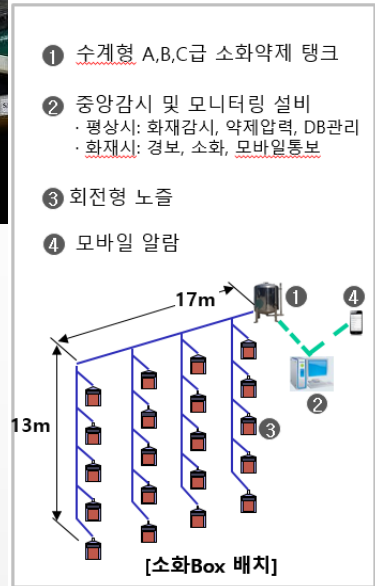 ❶ 수계형 A,B,C급 소화약제 탱크
❷ 중앙감시 및 모니터링 설비
· 평상시: 화재감시, 약제압력, DB관리
· 화재시: 경보, 소화, 모바일통보
❸ 회전형 노즐
❹ 모바일 알람
17m
❶
❹
❷
13m
❸
[소화Box 배치]